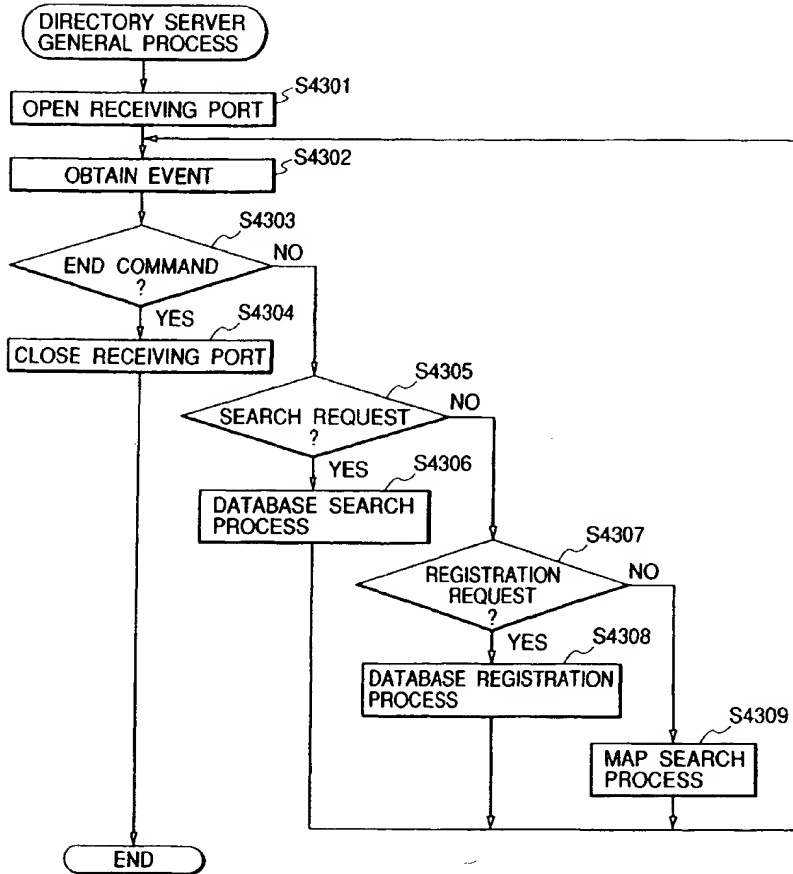 DIRECTORY SERVER
GENERAL PROCESS
S4301
OPEN RECEIVING PORT
S4302
OBTAIN EVENT
S4303
END COMMAND
?
NO
YES
S4304
CLOSE RECEIVING PORT
S4305
SEARCH REQUEST
?
NO
YES
S4306
DATABASE SEARCH
PROCESS
S4307
REGISTRATION
REQUEST
?
NO
YES
S4308
DATABASE REGISTRATION
PROCESS
S4309
MAP SEARCH
PROCESS
END